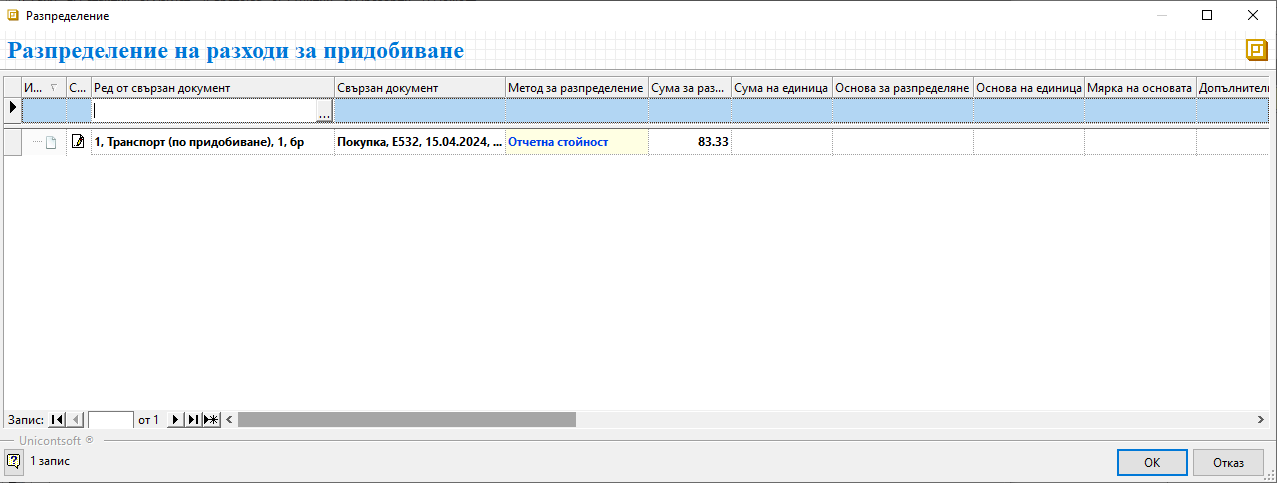 Разпределение
Разпределение на разходи за придобиване
И... С... Ред от свързан документ Свързан документ Метод за разпределение Сума за раз... Сума на единица Основа за разпределяне Основа на единица Мярка на основата Допълнителн
...
1, Транспорт (по придобиване), 1, бр Покупка, E532, 15.04.2024, ... Отчетна стойност 83.33
Запис: от 1
Unicontsoft ®
1 запис OK Отказ